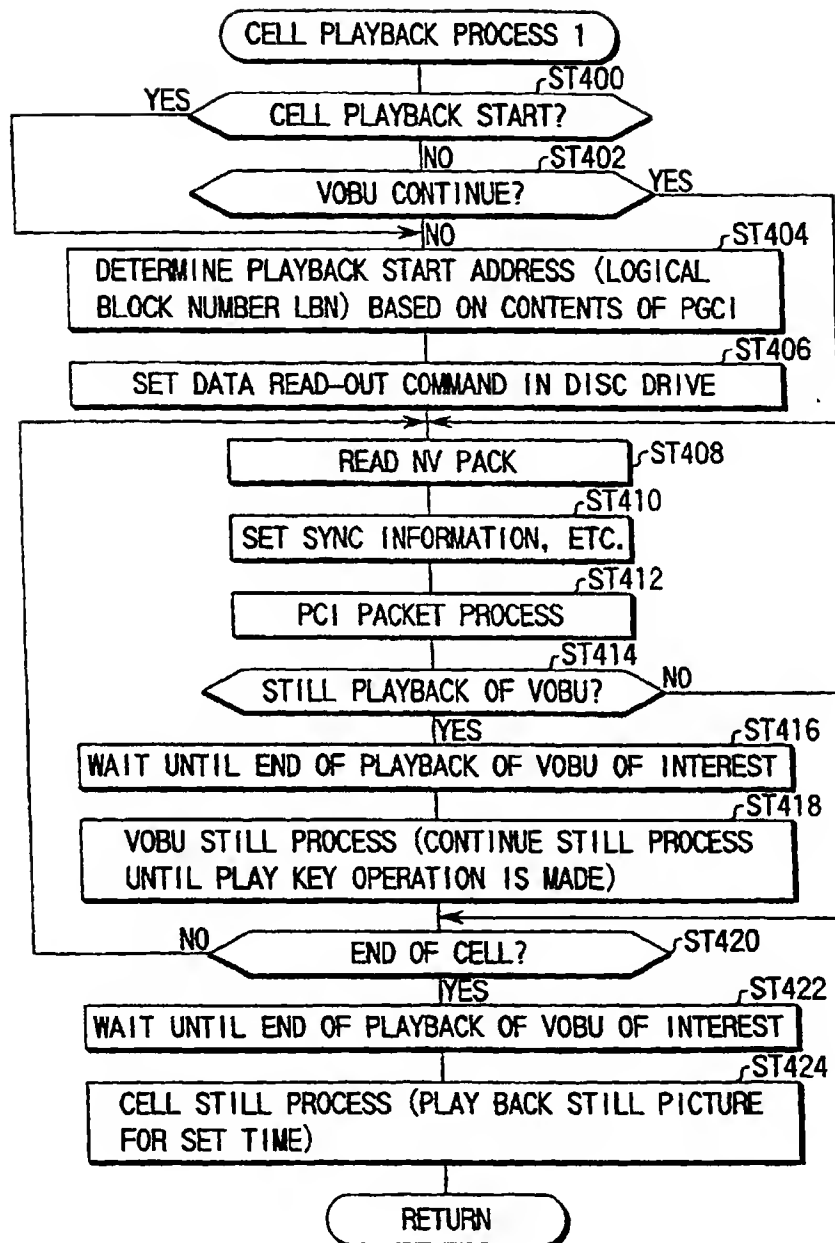 CELL PLAYBACK PROCESS 1
ST400
YES
CELL PLAYBACK START?
NO
ST402
VOBU CONTINUE?
YES
NO
ST404
DETERMINE PLAYBACK START ADDRESS (LOGICAL
BLOCK NUMBER LBN) BASED ON CONTENTS OF PGCI
ST406
SET DATA READ-OUT COMMAND IN DISC DRIVE
READ NV PACK
ST408
ST410
SET SYNC INFORMATION, ETC.
ST412
PCI PACKET PROCESS
ST414
STILL PLAYBACK OF VOBU?
NO
YES
ST416
WAIT UNTIL END OF PLAYBACK OF VOBU OF INTEREST
ST418
VOBU STILL PROCESS (CONTINUE STILL PROCESS
UNTIL PLAY KEY OPERATION IS MADE)
NO
END OF CELL?
ST420
YES
ST422
WAIT UNTIL END OF PLAYBACK OF VOBU OF INTEREST
ST424
CELL STILL PROCESS (PLAY BACK STILL PICTURE
FOR SET TIME)
RETURN